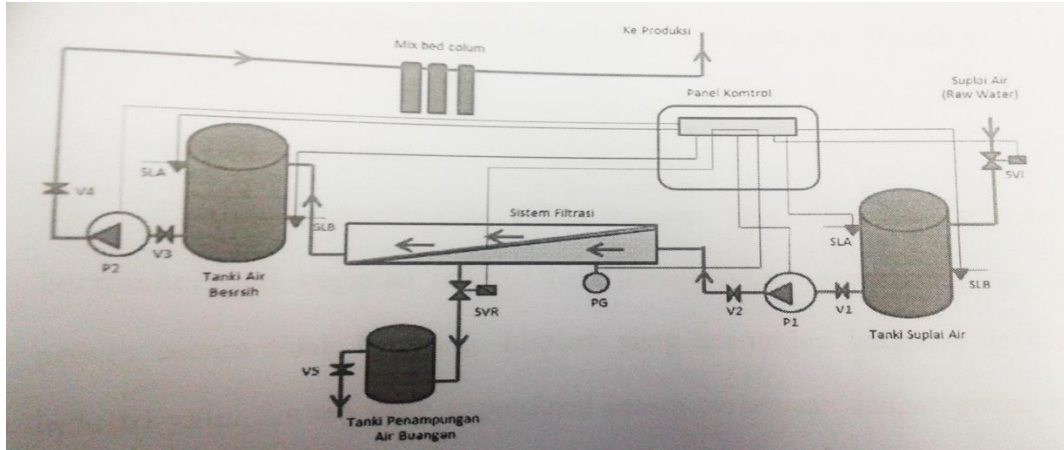 Mix bed colum
Ke Produksi
Suplai Air
(Raw Water)
Panel Komtrol
SVI
SLA
V4
SLB
Sistem Filtrasi
SLA
SLB
P2
V3
Tanki Air
Besrsih
SVR
PG
V2
P1
V1
Tanki Suplai Air
V5
Tanki Penampungan
Air Buangan